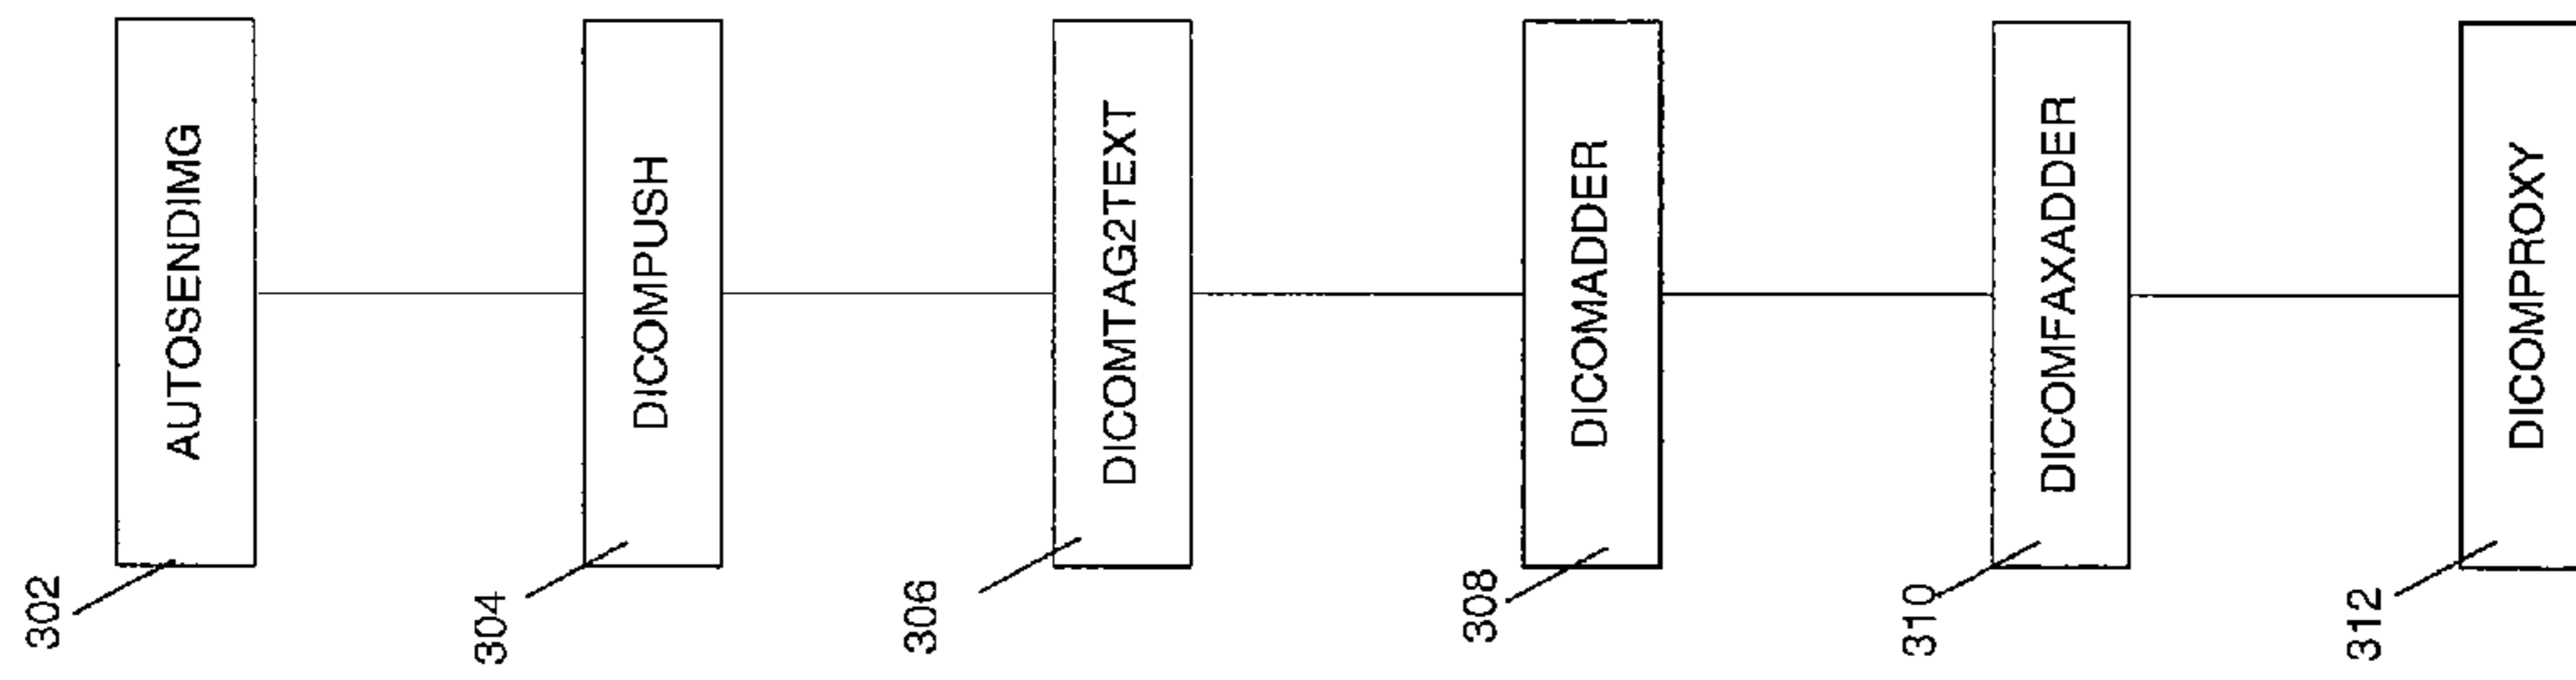 302
AUTOSENDIMG
304
DICOMPUSH
306
DICOMTAG2TEXT
308
DICOMADDER
310
DICOMFAXADDER
312
DICOMPROXY